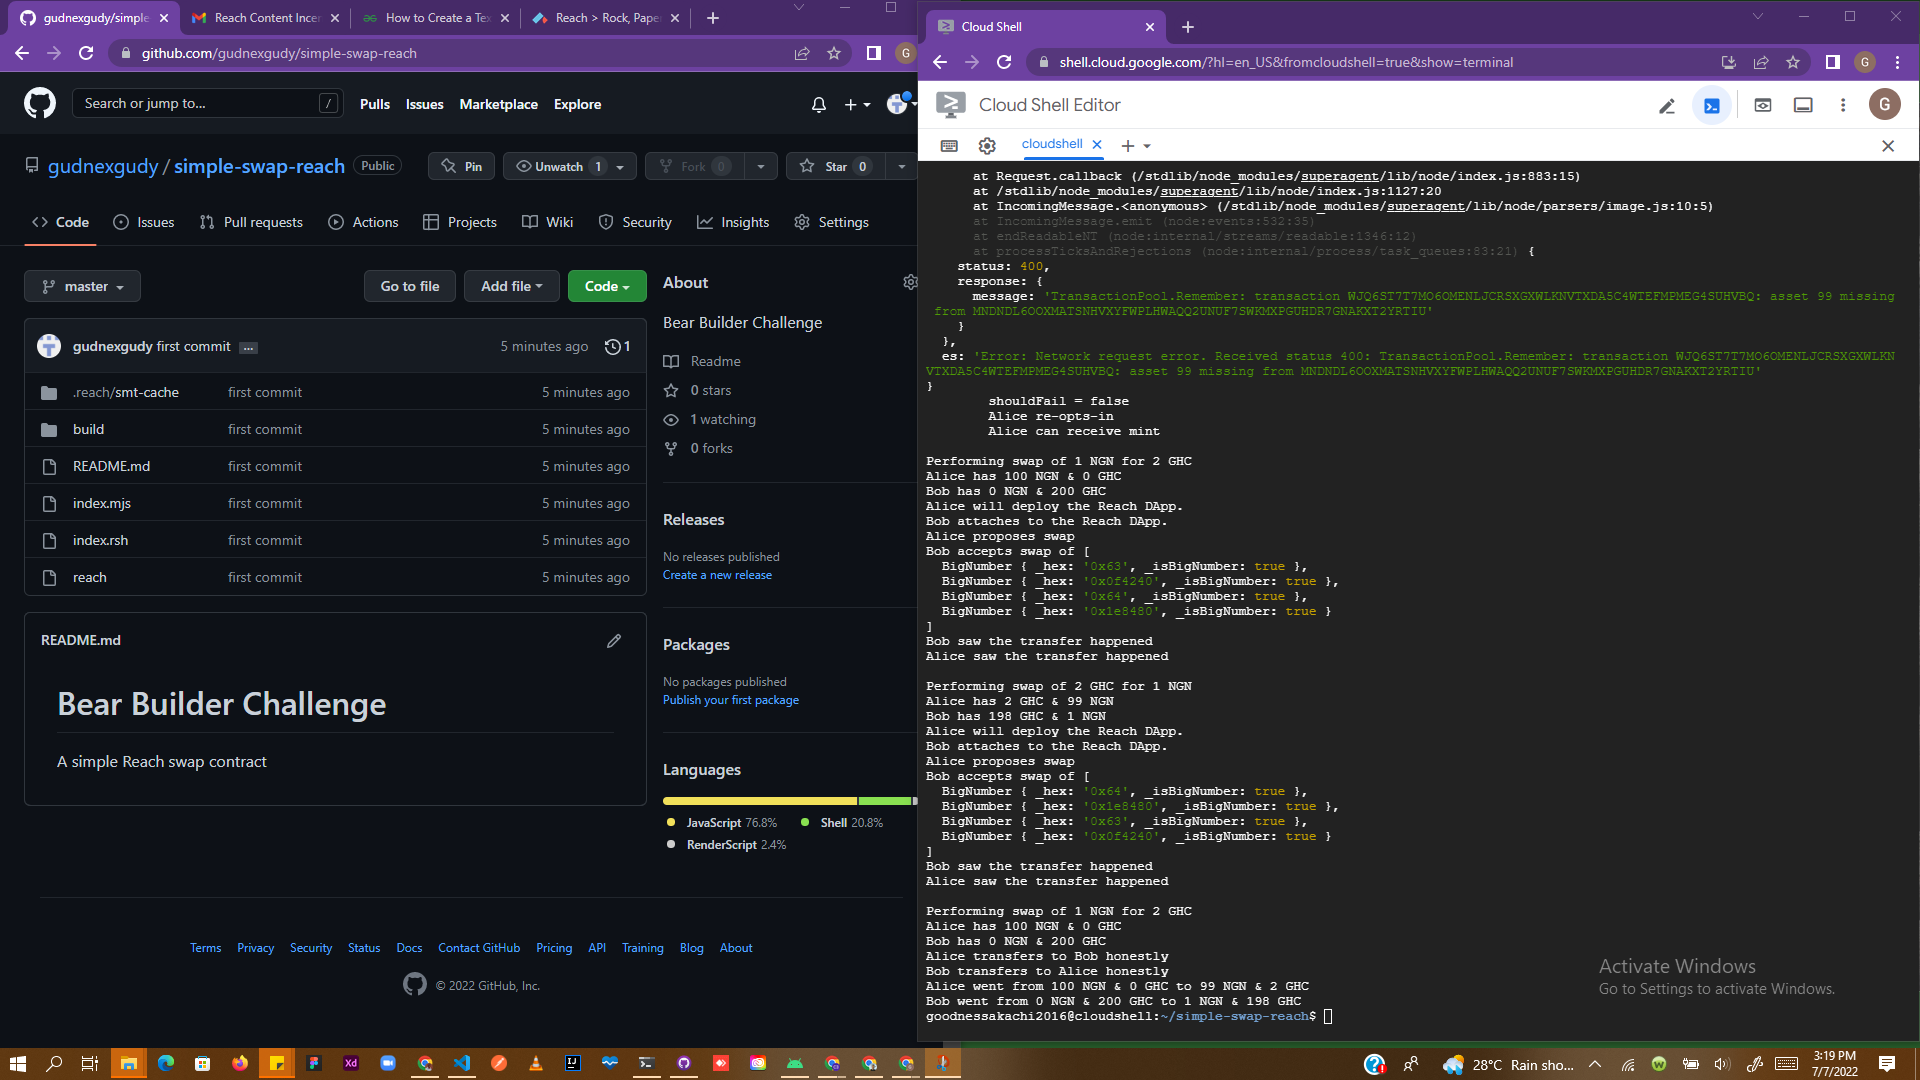 gudnexgudy/simple
Reach Content Incer
How to Create a Tex
Reach > Rock, Pape
github.com/gudnexgudy/simple-swap-reach
G
Search or jump to...
/
Pulls
Issues
Marketplace
Explore
gudnexgudy / simple-swap-reach
Public
Pin
Unwatch 1
Fork 0
Star 0
Code
Issues
Pull requests
Actions
Projects
Wiki
Security
Insights
Settings
master
Go to file
Add file
Code
gudnexgudy first commit ...
5 minutes ago
1
.reach/smt-cache first commit 5 minutes ago
build first commit 5 minutes ago
README.md first commit 5 minutes ago
index.mjs first commit 5 minutes ago
index.rsh first commit 5 minutes ago
reach first commit 5 minutes ago
README.md
Bear Builder Challenge
A simple Reach swap contract
About
Bear Builder Challenge
Readme
0 stars
1 watching
0 forks
Releases
No releases published
Create a new release
Packages
No packages published
Publish your first package
Languages
JavaScript 76.8%
Shell 20.8%
RenderScript 2.4%
Terms
Privacy
Security
Status
Docs
Contact GitHub
Pricing
API
Training
Blog
About
© 2022 GitHub, Inc.
Cloud Shell
shell.cloud.google.com/?hl=en_US&fromcloudshell=true&show=terminal
G
Cloud Shell Editor
G
cloudshell
at Request.callback (/stdlib/node_modules/superagent/lib/node/index.js:883:15)
at /stdlib/node_modules/superagent/lib/node/index.js:1127:20
at IncomingMessage.<anonymous> (/stdlib/node_modules/superagent/lib/node/parsers/image.js:10:5)
at IncomingMessage.emit (node:events:532:35)
at endReadableNT (node:internal/streams/readable:1346:12)
at processTicksAndRejections (node:internal/process/task_queues:83:21) {
status: 400,
response: {
message: 'TransactionPool.Remember: transaction WJQ6ST7T7MO6OMENLJCRSXGXWLKNVTXDA5C4WTEFMPMEG4SUHVBQ: asset 99 missing
from MNDNDL6OOXMATSNHVXYFWPLHWAQQ2UNUF7SWKMXPGUHDR7GNAKXT2YRTIU'
}
},
es: 'Error: Network request error. Received status 400: TransactionPool.Remember: transaction WJQ6ST7T7MO6OMENLJCRSXGXWLKN
VTXDA5C4WTEFMPMEG4SUHVBQ: asset 99 missing from MNDNDL6OOXMATSNHVXYFWPLHWAQQ2UNUF7SWKMXPGUHDR7GNAKXT2YRTIU'
}
shouldFail = false
Alice re-opts-in
Alice can receive mint
Performing swap of 1 NGN for 2 GHC
Alice has 100 NGN & 0 GHC
Bob has 0 NGN & 200 GHC
Alice will deploy the Reach DApp.
Bob attaches to the Reach DApp.
Alice proposes swap
Bob accepts swap of [
BigNumber { _hex: '0x63', _isBigNumber: true },
BigNumber { _hex: '0x0f4240', _isBigNumber: true },
BigNumber { _hex: '0x64', _isBigNumber: true },
BigNumber { _hex: '0x1e8480', _isBigNumber: true }
]
Bob saw the transfer happened
Alice saw the transfer happened
Performing swap of 2 GHC for 1 NGN
Alice has 2 GHC & 99 NGN
Bob has 198 GHC & 1 NGN
Alice will deploy the Reach DApp.
Bob attaches to the Reach DApp.
Alice proposes swap
Bob accepts swap of [
BigNumber { _hex: '0x64', _isBigNumber: true },
BigNumber { _hex: '0x1e8480', _isBigNumber: true },
BigNumber { _hex: '0x63', _isBigNumber: true },
BigNumber { _hex: '0x0f4240', _isBigNumber: true }
]
Bob saw the transfer happened
Alice saw the transfer happened
Performing swap of 1 NGN for 2 GHC
Alice has 100 NGN & 0 GHC
Bob has 0 NGN & 200 GHC
Alice transfers to Bob honestly
Bob transfers to Alice honestly
Alice went from 100 NGN & 0 GHC to 99 NGN & 2 GHC
Bob went from 0 NGN & 200 GHC to 1 NGN & 198 GHC
goodnessakachi2016@cloudshell:~/simple-swap-reach$
Activate Windows
Go to Settings to activate Windows.
28°C Rain sho...
3:19 PM
7/7/2022